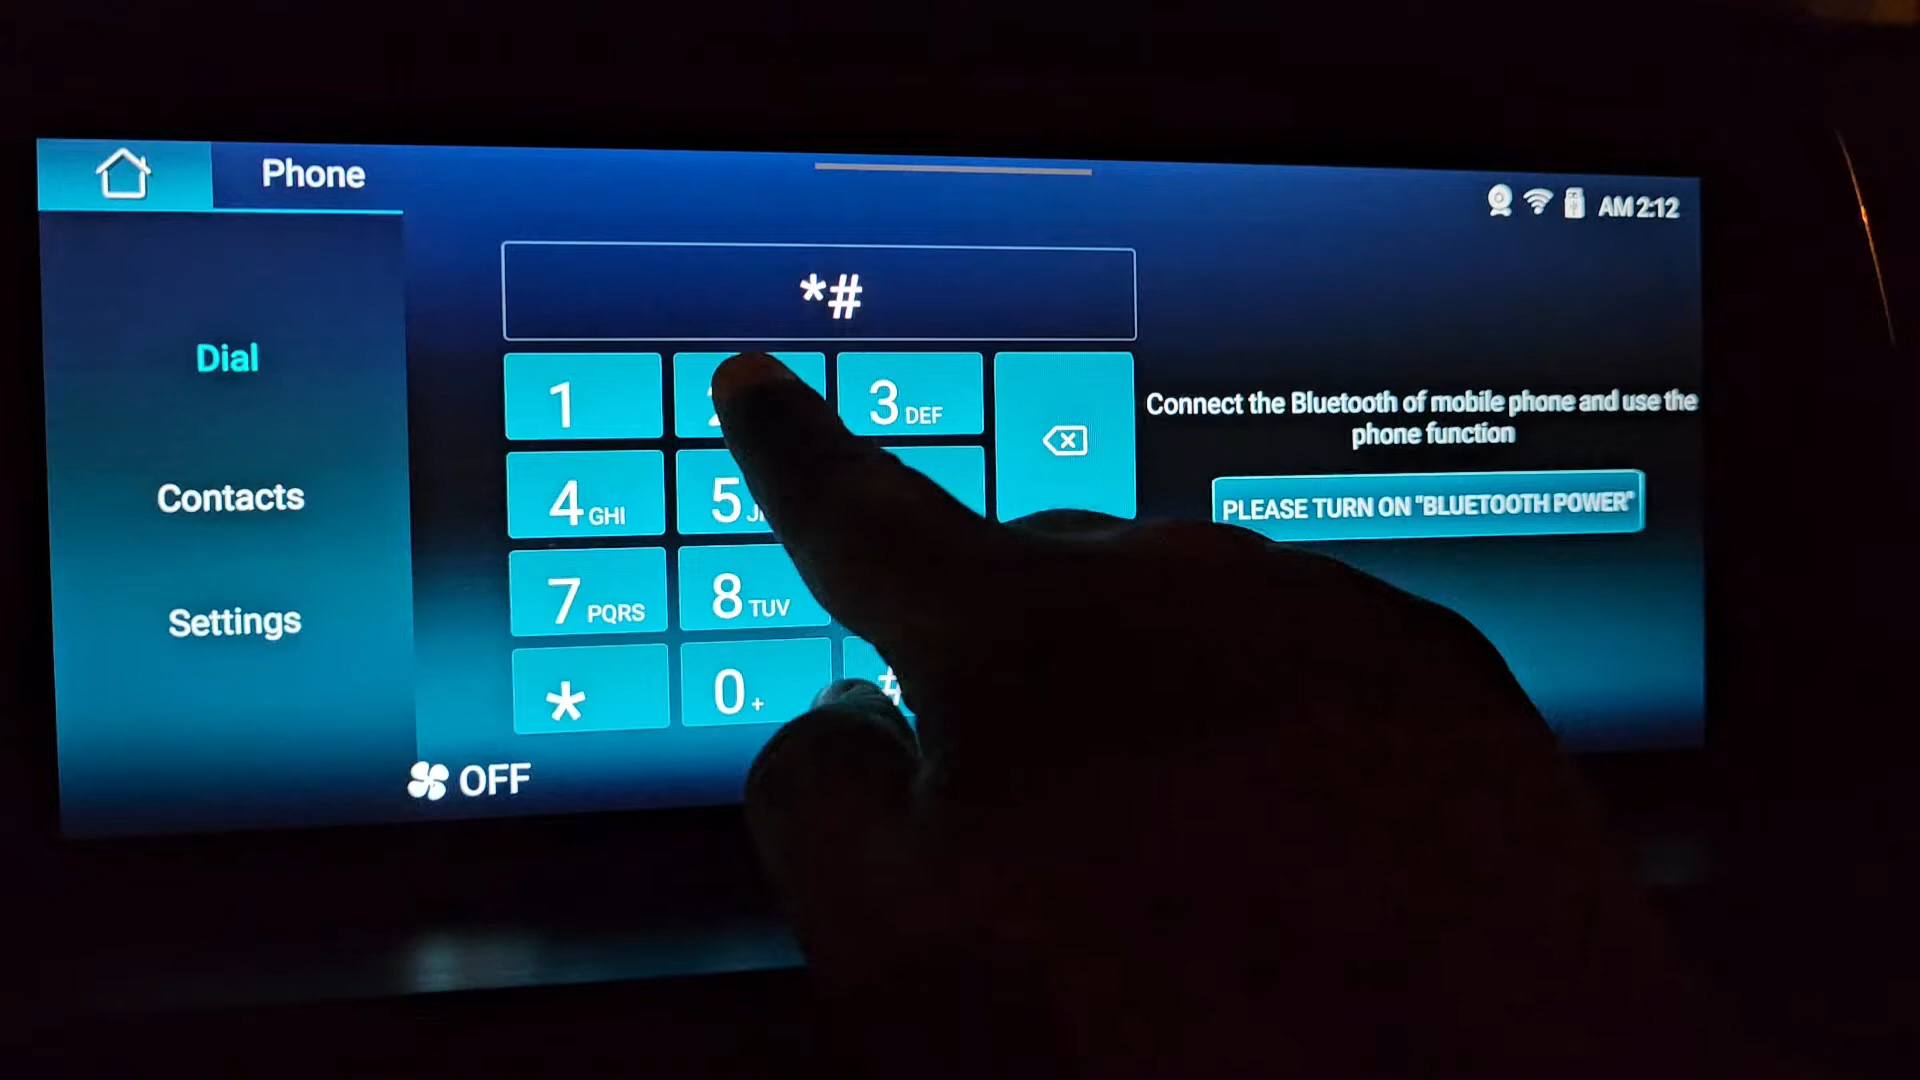 Phone
AM 2:12
*#
Dial
Contacts
Settings
1
3 DEF
4 GHI
5
7 PQRS
8 TUV
*
0 +
#
Connect the Bluetooth of mobile phone and use the
phone function
PLEASE TURN ON "BLUETOOTH POWER"
OFF